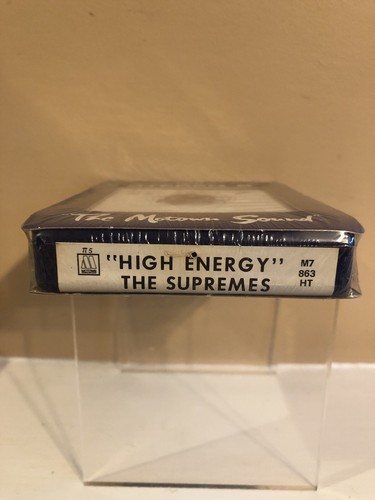 "The Motown Sound"
"HIGH ENERGY"
THE SUPREMES
M7
863
HT